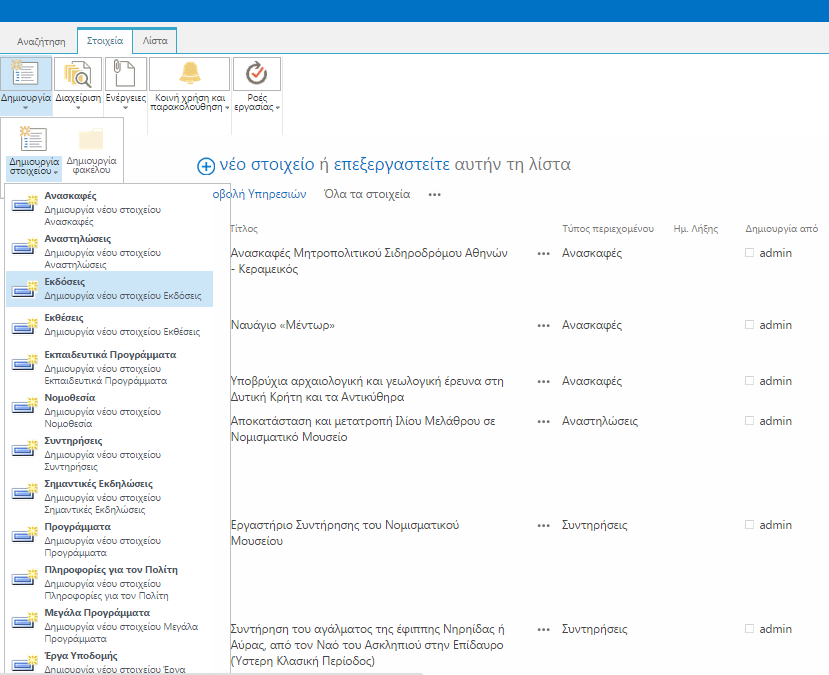 Αναζήτηση
Στοιχεία
Λίστα
Δημιουργία
Διαχείριση
Ενέργειες
Κοινή χρήση και
παρακολούθηση
Ροές
εργασίας
Δημιουργία
στοιχείου
Δημιουργία
φακέλου
νέο στοιχείο ή επεξεργαστείτε αυτήν τη λίστα
οβολή Υπηρεσιών
Όλα τα στοιχεία
•••
Ανασκαφές
Δημιουργία νέου στοιχείου
Ανασκαφές
Αναστηλώσεις
Δημιουργία νέου στοιχείου
Αναστηλώσεις
Εκδόσεις
Δημιουργία νέου στοιχείου Εκδόσεις
Εκθέσεις
Δημιουργία νέου στοιχείου Εκθέσεις
Εκπαιδευτικά Προγράμματα
Δημιουργία νέου στοιχείου
Εκπαιδευτικά Προγράμματα
Νομοθεσία
Δημιουργία νέου στοιχείου
Νομοθεσία
Συντηρήσεις
Δημιουργία νέου στοιχείου
Συντηρήσεις
Σημαντικές Εκδηλώσεις
Δημιουργία νέου στοιχείου
Σημαντικές Εκδηλώσεις
Προγράμματα
Δημιουργία νέου στοιχείου
Προγράμματα
Πληροφορίες για τον Πολίτη
Δημιουργία νέου στοιχείου
Πληροφορίες για τον Πολίτη
Μεγάλα Προγράμματα
Δημιουργία νέου στοιχείου Μεγάλα
Προγράμματα
Έργα Υποδομής
Δημιουργία νέου στοιχείου Έργα
Τίτλος
Τύπος περιεχομένου
Ημ. Λήξης
Δημιουργία από
Ανασκαφές Μητροπολιτικού Σιδηροδρόμου Αθηνών
- Κεραμεικός
•••
Ανασκαφές
admin
Ναυάγιο «Μέντωρ»
•••
Ανασκαφές
admin
Υποβρύχια αρχαιολογική και γεωλογική έρευνα στη
Δυτική Κρήτη και τα Αντικύθηρα
•••
Ανασκαφές
admin
Αποκατάσταση και μετατροπή Ιλίου Μελάθρου σε
Νομισματικό Μουσείο
•••
Αναστηλώσεις
admin
Εργαστήριο Συντήρησης του Νομισματικού
Μουσείου
•••
Συντηρήσεις
admin
Συντήρηση του αγάλματος της έφιππης Νηρηίδας ή
Αύρας, από τον Ναό του Ασκληπιού στην Επίδαυρο
(Ύστερη Κλασική Περίοδος)
•••
Συντηρήσεις
admin